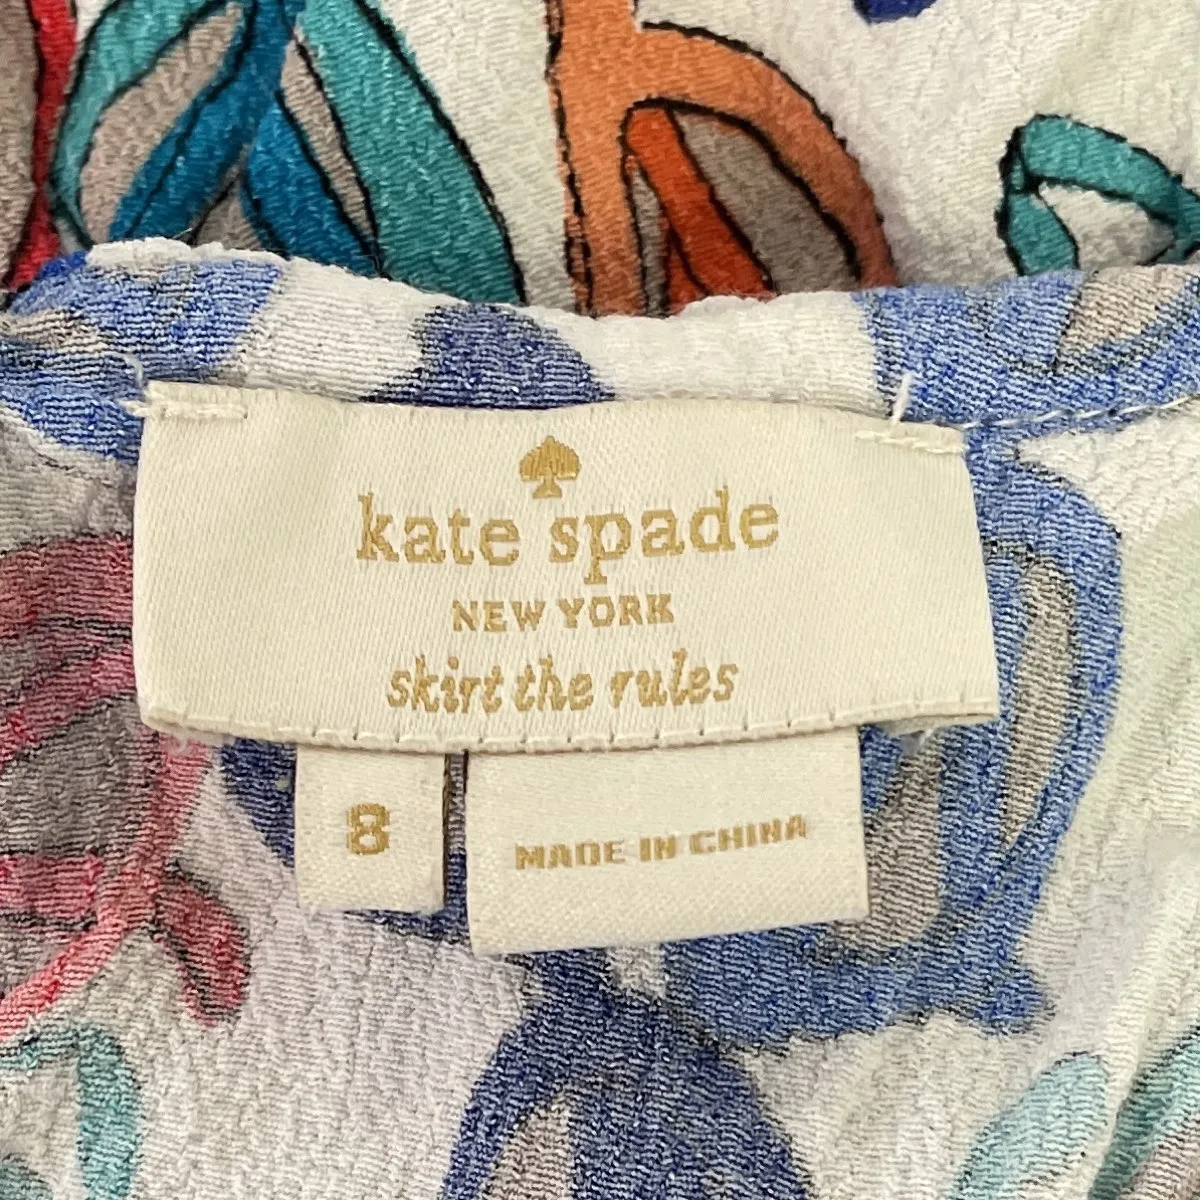 kate spade
NEW YORK
skirt the rules
8
MADE IN CHINA